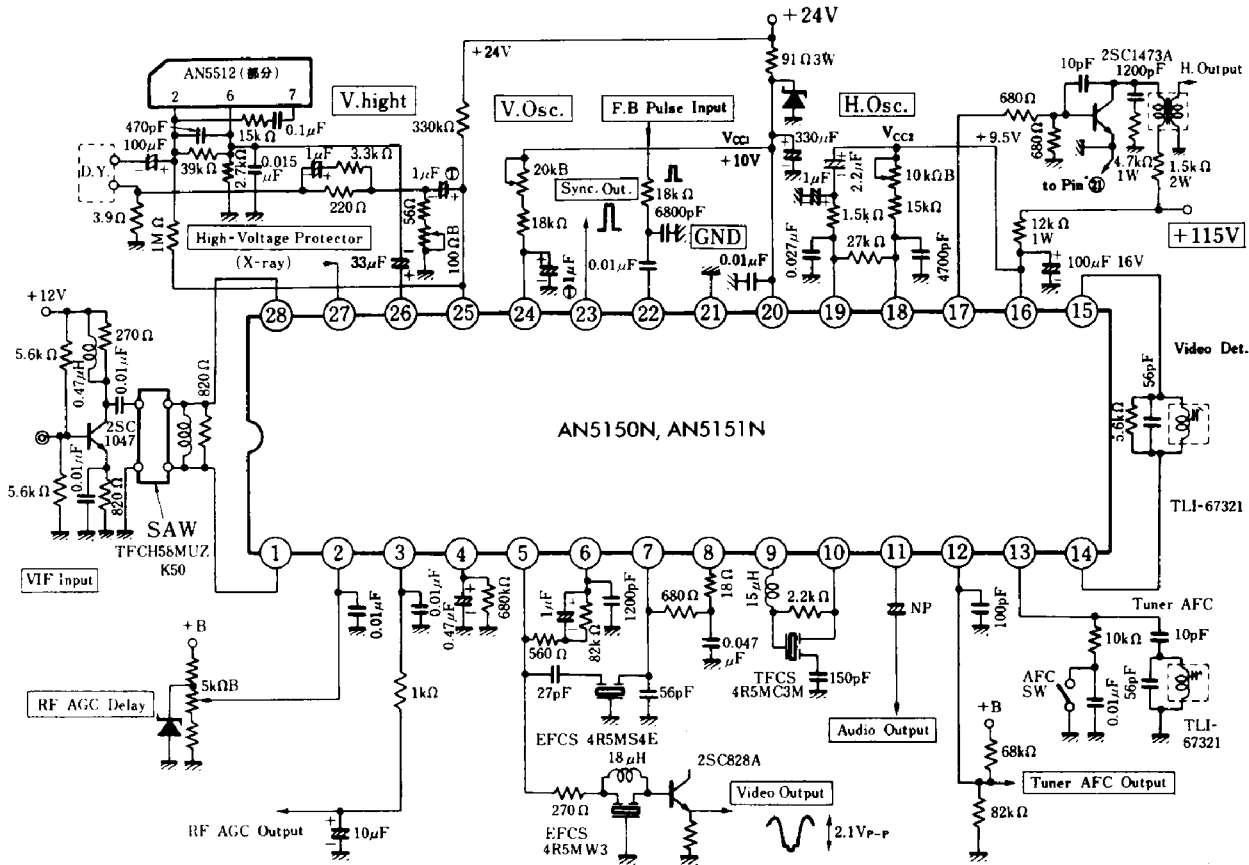 +24V
+24V
91Ω3W
10pF
2SC1473A
1200pF
H. Output
AN5512 (部分)
2 6 7
V.hight
V.Osc.
F.B Pulse Input
H.Osc.
680Ω
680Ω
470pF
15kΩ
0.1μF
330kΩ
VCC1
+10V
330μF
VCC2
+9.5V
100μF
39kΩ
2.7kΩ
0.015
μF
1μF
3.3kΩ
1μF
20kB
Sync. Out.
18kΩ
6800pF
1μF
2.2μF
10kΩB
4.7kΩ
1W
1.5kΩ
2W
to Pin ㉑
D.Y.
220Ω
56Ω
100ΩB
18kΩ
GND
1.5kΩ
15kΩ
12kΩ
1W
+115V
3.9Ω
1MΩ
High-Voltage Protector
(X-ray)
33μF
1μF
0.01μF
0.01μF
0.027μF
27kΩ
4700pF
100μF 16V
+12V
28 27 26 25 24 23 22 21 20 19 18 17 16 15
270Ω
5.6kΩ
0.47μH
0.01μF
820Ω
Video Det.
56pF
5.6kΩ
2SC
1047
AN5150N, AN5151N
5.6kΩ
0.01μF
820Ω
SAW
TFCH58MUZ
K50
TLI-67321
VIF Input
1 2 3 4 5 6 7 8 9 10 11 12 13 14
0.01μF
0.01μF
0.47μF
680kΩ
1μF
82kΩ
1200pF
680Ω
18Ω
15μH
2.2kΩ
NP
100pF
Tuner AFC
560Ω
0.047
μF
10kΩ
10pF
+B
5kΩB
RF AGC Delay
1kΩ
27pF
56pF
TFCS
4R5MC3M
150pF
AFC
SW
0.01μF
56pF
TLI-
67321
EFCS 4R5MS4E
Audio Output
+B
68kΩ
18μH
2SC828A
270Ω
Video Output
Tuner AFC Output
82kΩ
RF AGC Output
10μF
EFCS
4R5MW3
2.1VP-P